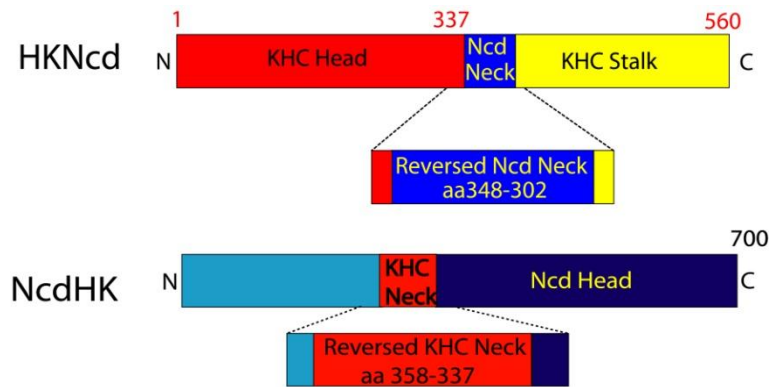 1 337 560
HKNcd N KHC Head Ncd Neck KHC Stalk C
Reversed Ncd Neck
aa348-302
700
NcdHK N KHC Neck Ncd Head C
Reversed KHC Neck
aa 358-337